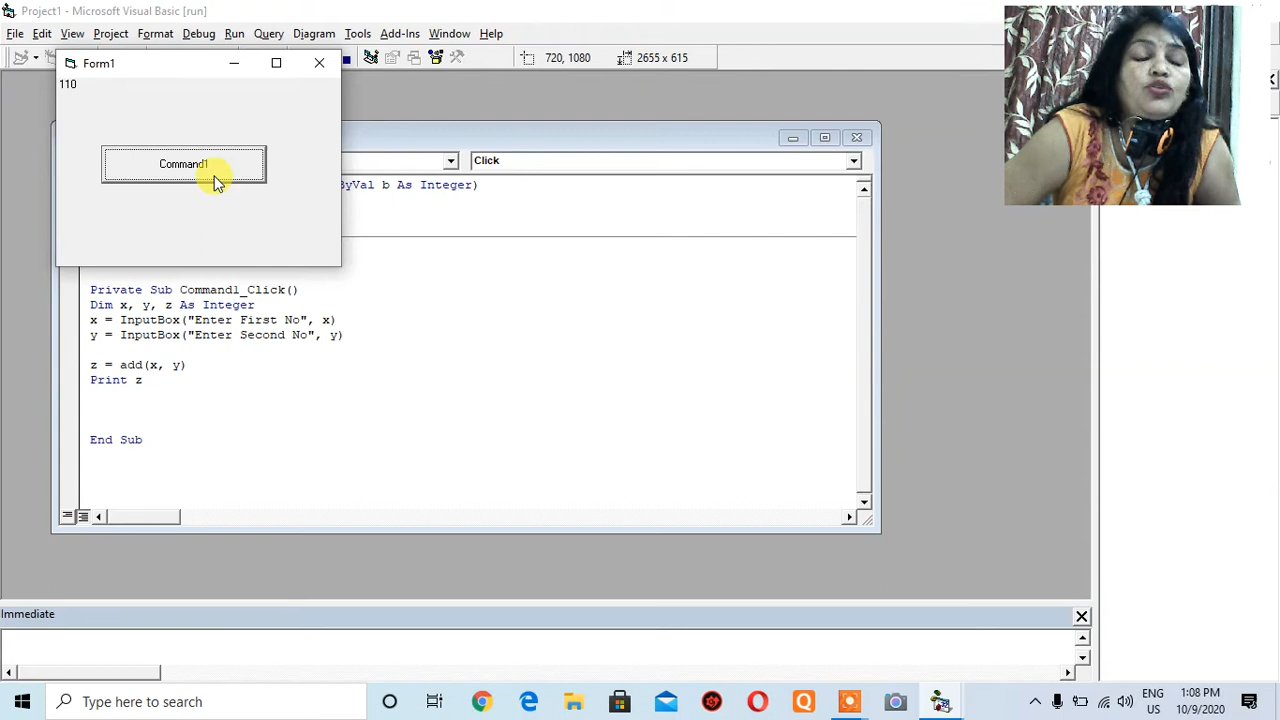 Project1 - Microsoft Visual Basic [run]
File Edit View Project Format Debug Run Query Diagram Tools Add-Ins Window Help
720, 1080 2655 x 615
Form1
110
Command1
Click
ByVal b As Integer)
Private Sub Command1_Click()
Dim x, y, z As Integer
x = InputBox("Enter First No", x)
y = InputBox("Enter Second No", y)
z = add(x, y)
Print z
End Sub
Immediate
Type here to search
ENG
US
1:08 PM
10/9/2020